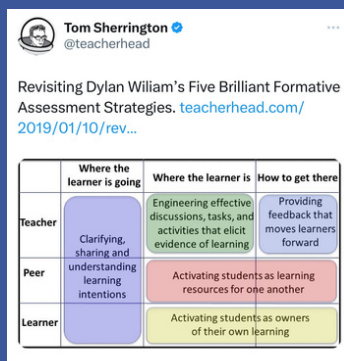 Tom Sherrington
@teacherhead
Revisiting Dylan Wiliam's Five Brilliant Formative
Assessment Strategies. teacherhead.com/
2019/01/10/rev...
Where the
learner is going
Where the learner is
How to get there
Teacher
Peer
Learner
Clarifying,
sharing and
understanding
learning
intentions
Engineering effective
discussions, tasks, and
activities that elicit
evidence of learning
Providing
feedback that
moves learners
forward
Activating students as learning
resources for one another
Activating students as owners
of their own learning